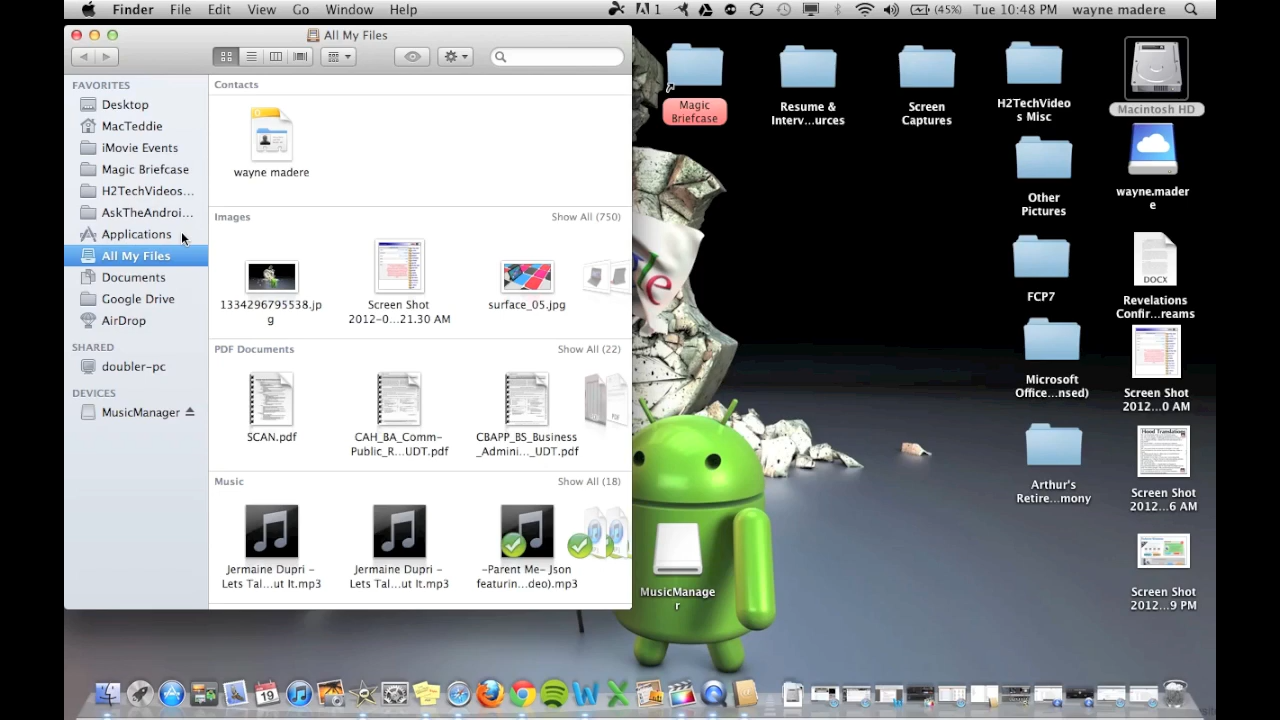 Finder File Edit View Go Window Help 1 (45%) Tue 10:48 PM wayne madere
All My Files
FAVORITES
Desktop
MacTeddie
iMovie Events
Magic Briefcase
H2TechVideos...
AskTheAndroi...
Applications
All My Files
Documents
Google Drive
AirDrop
SHARED
doubler-pc
DEVICES
MusicManager
Contacts
wayne madere
Images Show All (750)
1334296795538.jp
g
Screen Shot
2012-0...21.30 AM
surface_05.jpg
PDF Documents Show All (22)
SCAN.pdf
CAH_BA_Comm-
Public_R...UDT.pdf
CBAPP_BS_Business
_Admini..._UDT.pdf
Music Show All (18)
Jermaine Dupri -
Lets Tal...ut It.mp3
Jermaine Dupri
Lets Tal...ut It.mp3
-Parent Me- Json
featurin...deo).mp3
Magic
Briefcase
Resume &
Interv...urces
Screen
Captures
H2TechVideo
s Misc
Macintosh HD
Other
Pictures
wayne.mader
e
FCP7
DOCX
Revelations
Confir...reams
Microsoft
Office...nsed)
Screen Shot
2012...0 AM
Arthur's
Retire...mony
Screen Shot
2012...6 AM
MusicManage
r
Screen Shot
2012...9 PM
19